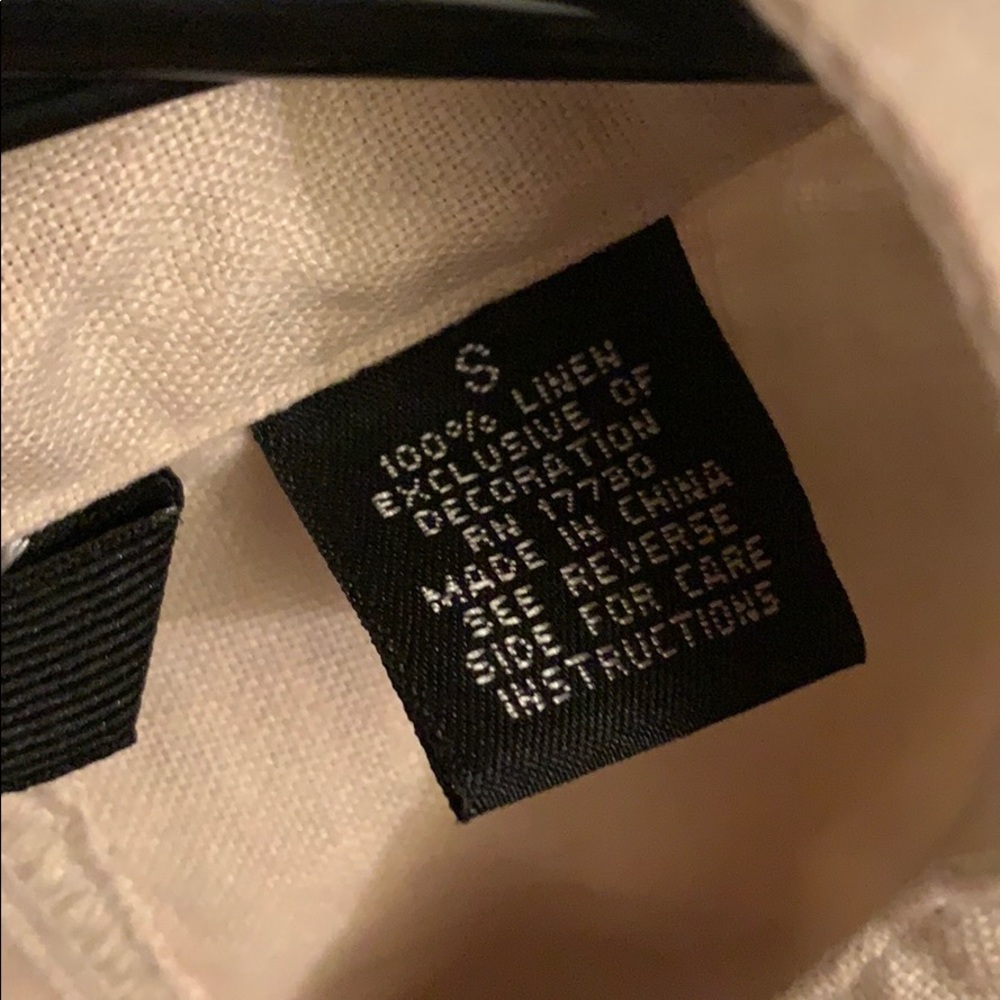 S
100% LINEN
EXCLUSIVE OF
DECORATION
RN 17730
MADE IN CHINA
SEE REVERSE
SIDE FOR CARE
INSTRUCTIONS